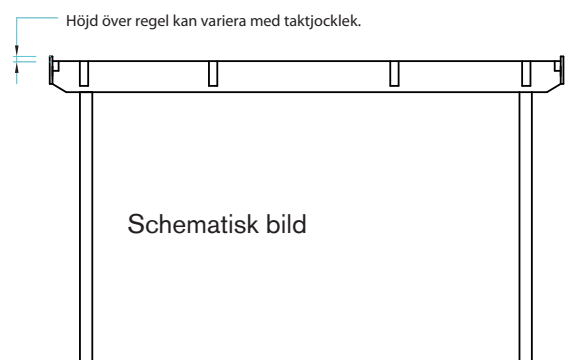 Höjd över regel kan variera med taktjocklek.
Schematisk bild